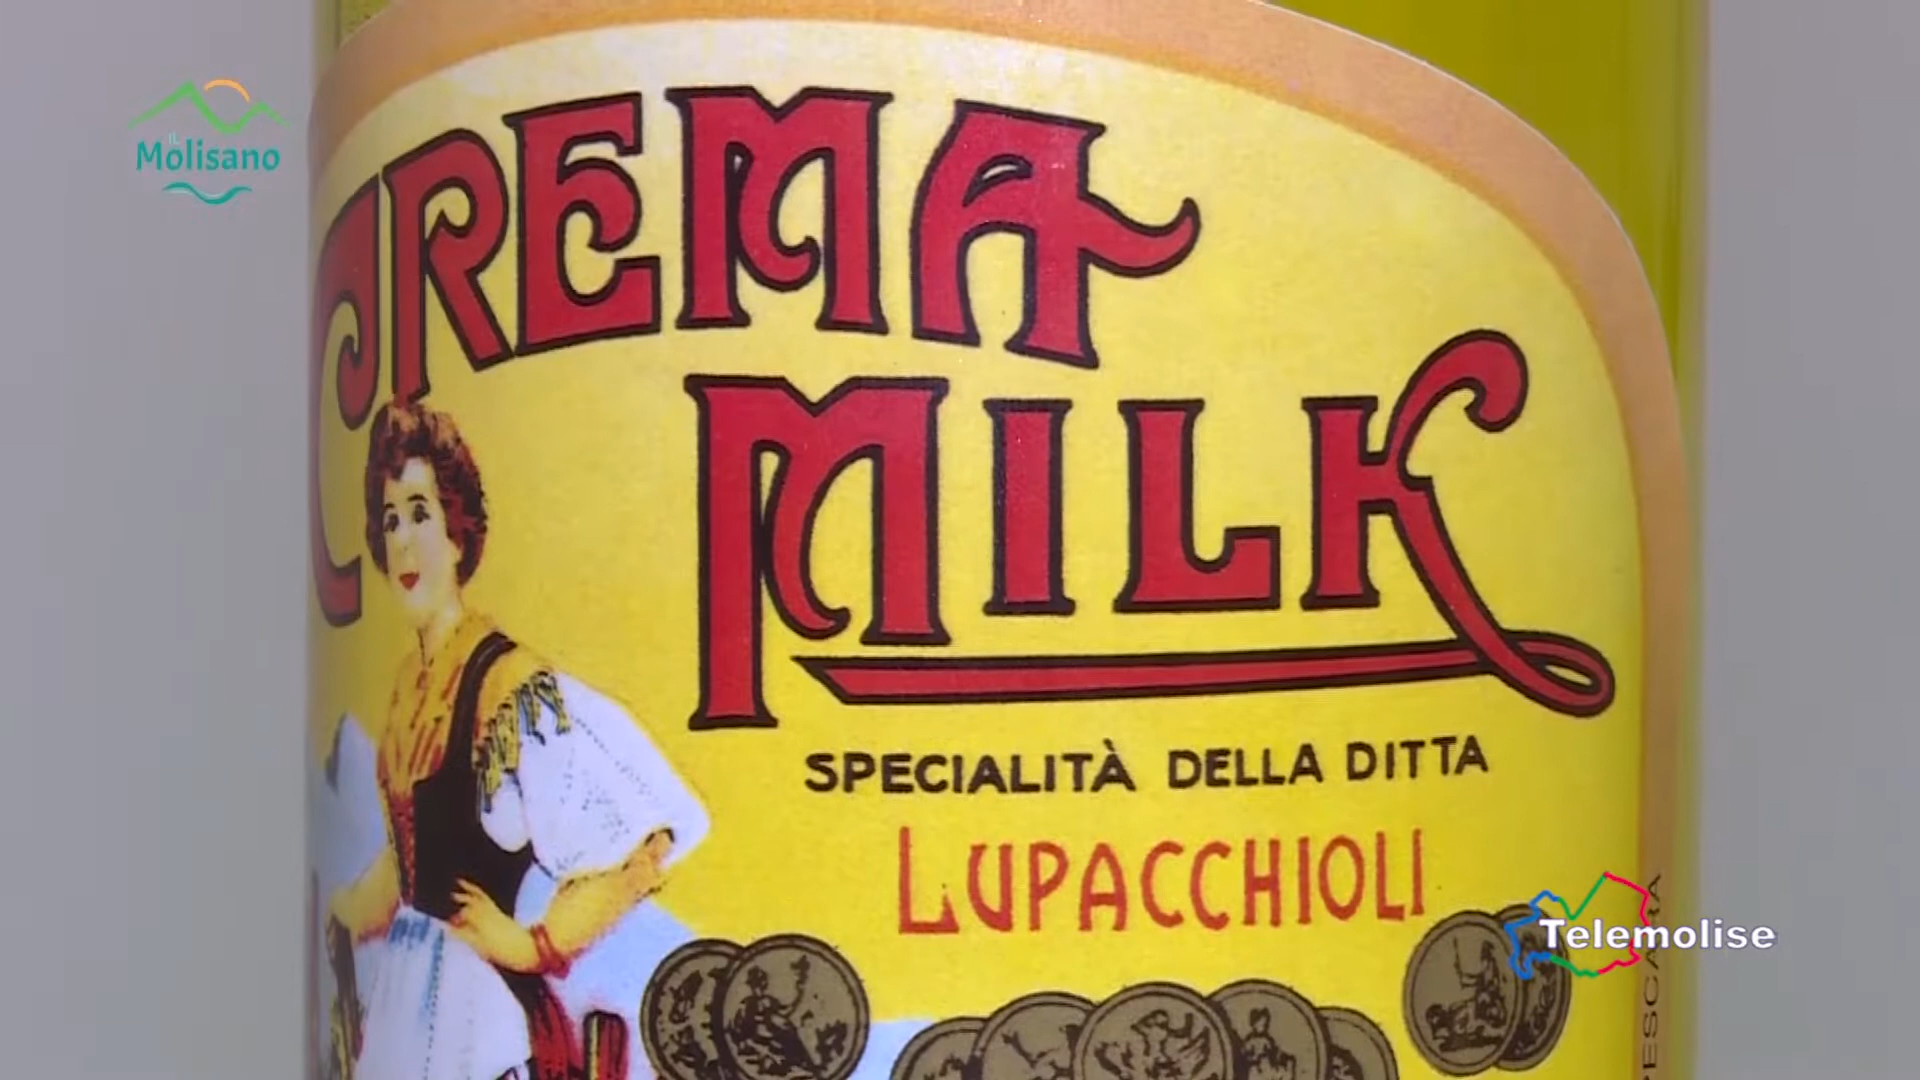 IL
Molisano
CREMA
MILK
SPECIALITÀ DELLA DITTA
LUPACCHIOLI
Telemolise